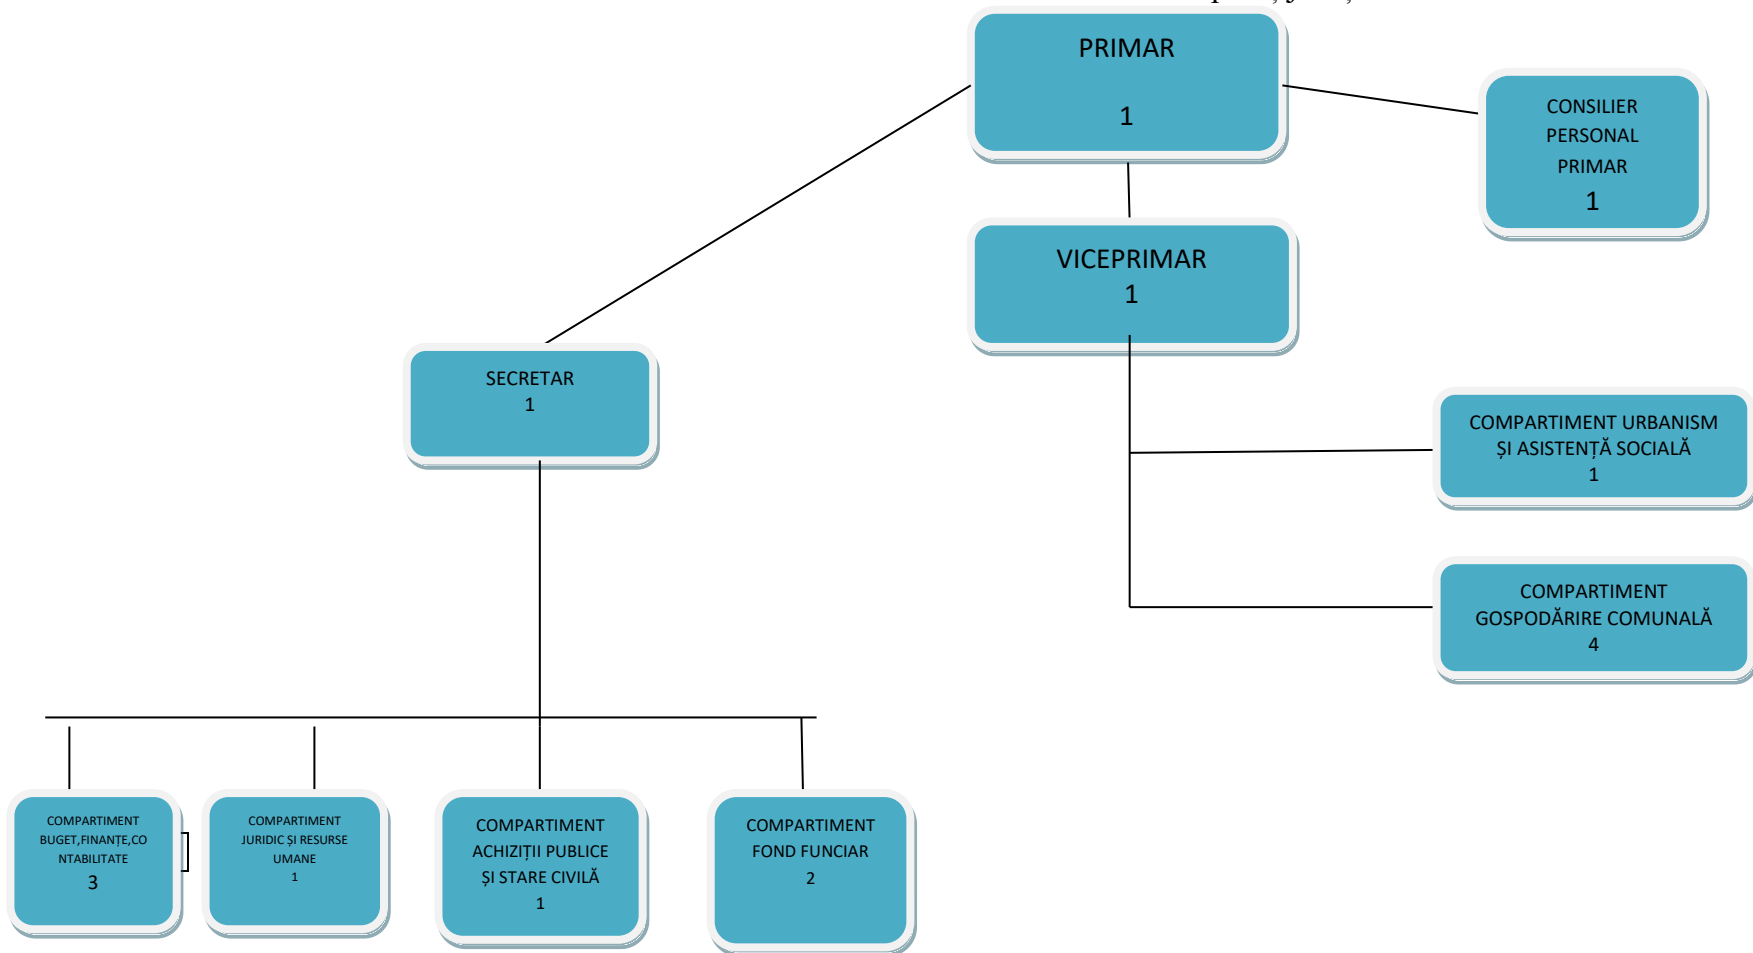 PRIMAR
1
CONSILIER
PERSONAL
PRIMAR
1
VICEPRIMAR
1
SECRETAR
1
COMPARTIMENT URBANISM
ȘI ASISTENȚĂ SOCIALĂ
1
COMPARTIMENT
GOSPODĂRIRE COMUNALĂ
4
COMPARTIMENT
BUGET,FINANȚE,CO
NTABILITATE
3
COMPARTIMENT
JURIDIC ȘI RESURSE
UMANE
1
COMPARTIMENT
ACHIZIȚII PUBLICE
ȘI STARE CIVILĂ
1
COMPARTIMENT
FOND FUNCIAR
2